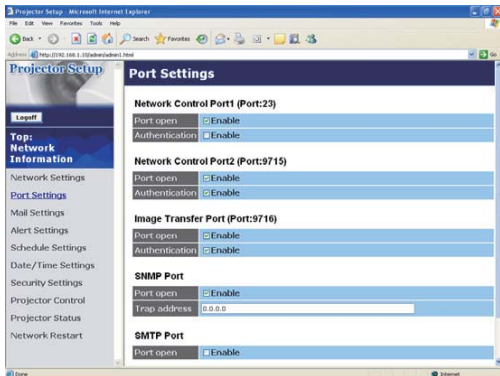 Projector Setup - Microsoft Internet Explorer
File Edit View Favorites Tools Help
Back Search Favorites
Address http://192.168.1.10/admin/admin1.html Go
Projector Setup
Logoff
Top:
Network
Information
Network Settings
Port Settings
Mail Settings
Alert Settings
Schedule Settings
Date/Time Settings
Security Settings
Projector Control
Projector Status
Network Restart
Port Settings
Network Control Port1 (Port:23)
Port open Enable
Authentication Enable
Network Control Port2 (Port:9715)
Port open Enable
Authentication Enable
Image Transfer Port (Port:9716)
Port open Enable
Authentication Enable
SNMP Port
Port open Enable
Trap address 0.0.0.0
SMTP Port
Port open Enable
Done Internet